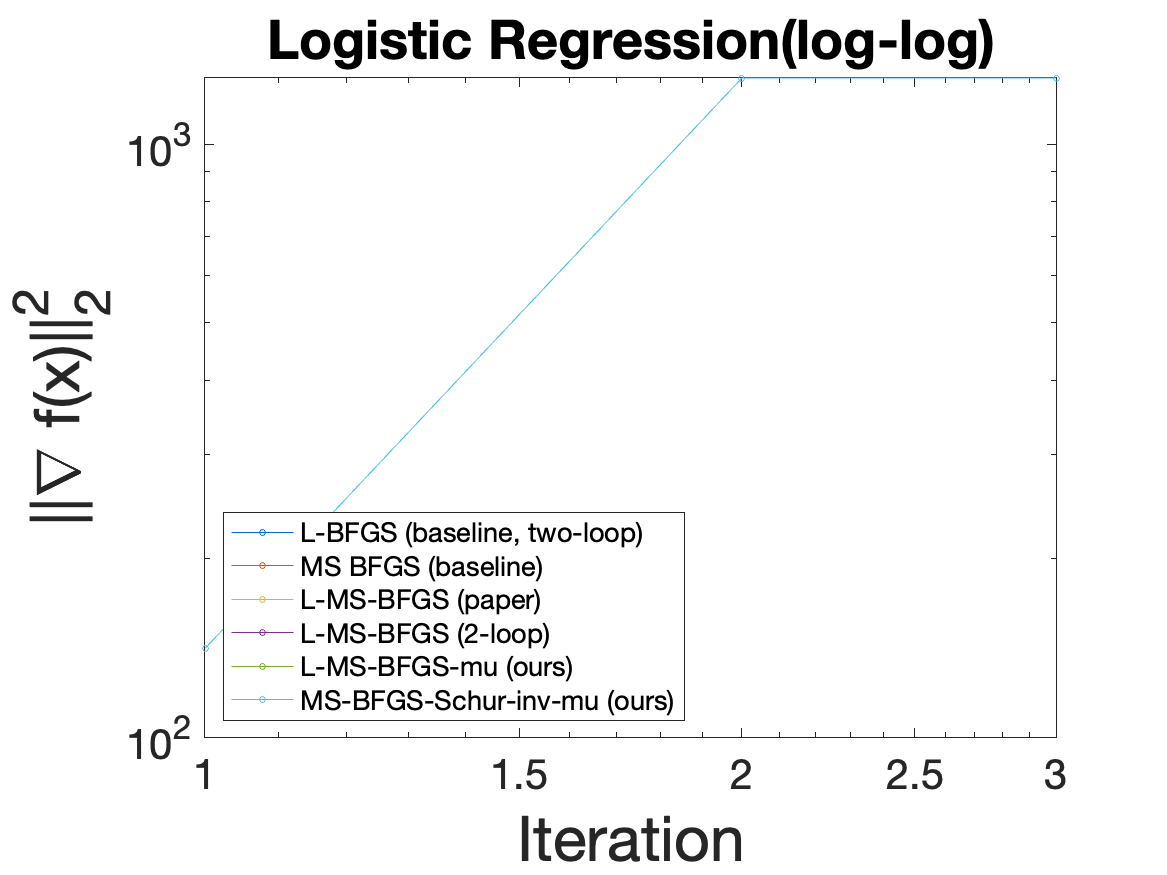 Logistic Regression(log-log)
10^3
10^2
||∇ f(x)||_2^2
1 1.5 2 2.5 3
Iteration
L-BFGS (baseline, two-loop)
MS BFGS (baseline)
L-MS-BFGS (paper)
L-MS-BFGS (2-loop)
L-MS-BFGS-mu (ours)
MS-BFGS-Schur-inv-mu (ours)